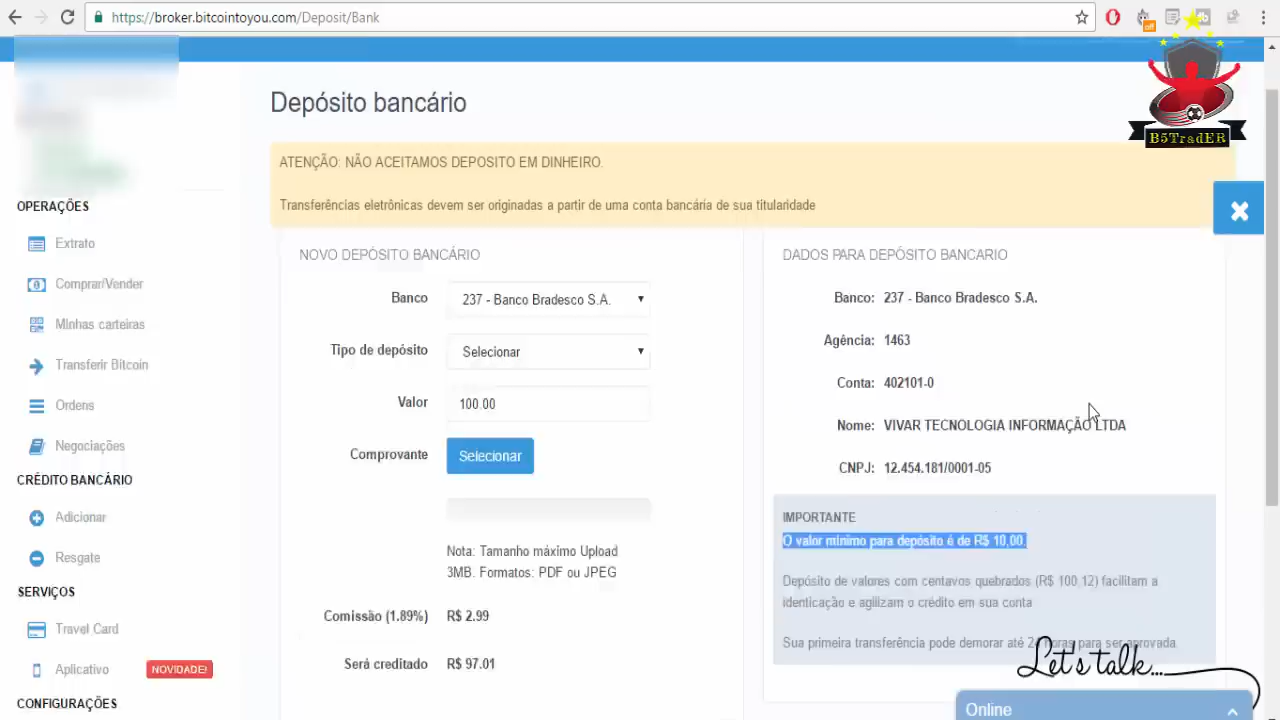 https://broker.bitcointoyou.com/Deposit/Bank
off
B5TradER
Depósito bancário
ATENÇÃO: NÃO ACEITAMOS DEPOSITO EM DINHEIRO.
Transferências eletrônicas devem ser originadas a partir de uma conta bancária de sua titularidade
OPERAÇÕES
Extrato
Comprar/Vender
Minhas carteiras
Transferir Bitcoin
Ordens
Negociações
CRÉDITO BANCÁRIO
Adicionar
Resgate
SERVIÇOS
Travel Card
Aplicativo NOVIDADE!
CONFIGURAÇÕES
NOVO DEPÓSITO BANCÁRIO
Banco 237 - Banco Bradesco S.A.
Tipo de depósito Selecionar
Valor 100.00
Comprovante Selecionar
Nota: Tamanho máximo Upload
3MB. Formatos: PDF ou JPEG
Comissão (1.89%) R$ 2.99
Será creditado R$ 97.01
DADOS PARA DEPÓSITO BANCARIO
Banco: 237 - Banco Bradesco S.A.
Agência: 1463
Conta: 402101-0
Nome: VIVAR TECNOLOGIA INFORMAÇÃO LTDA
CNPJ: 12.454.181/0001-05
IMPORTANTE
O valor mínimo para depósito é de R$ 10,00.
Depósito de valores com centavos quebrados (R$ 100,12) facilitam a
identicação e agilizam o crédito em sua conta
Sua primeira transferência pode demorar até 24 horas para ser aprovada.
Let's talk...
Online